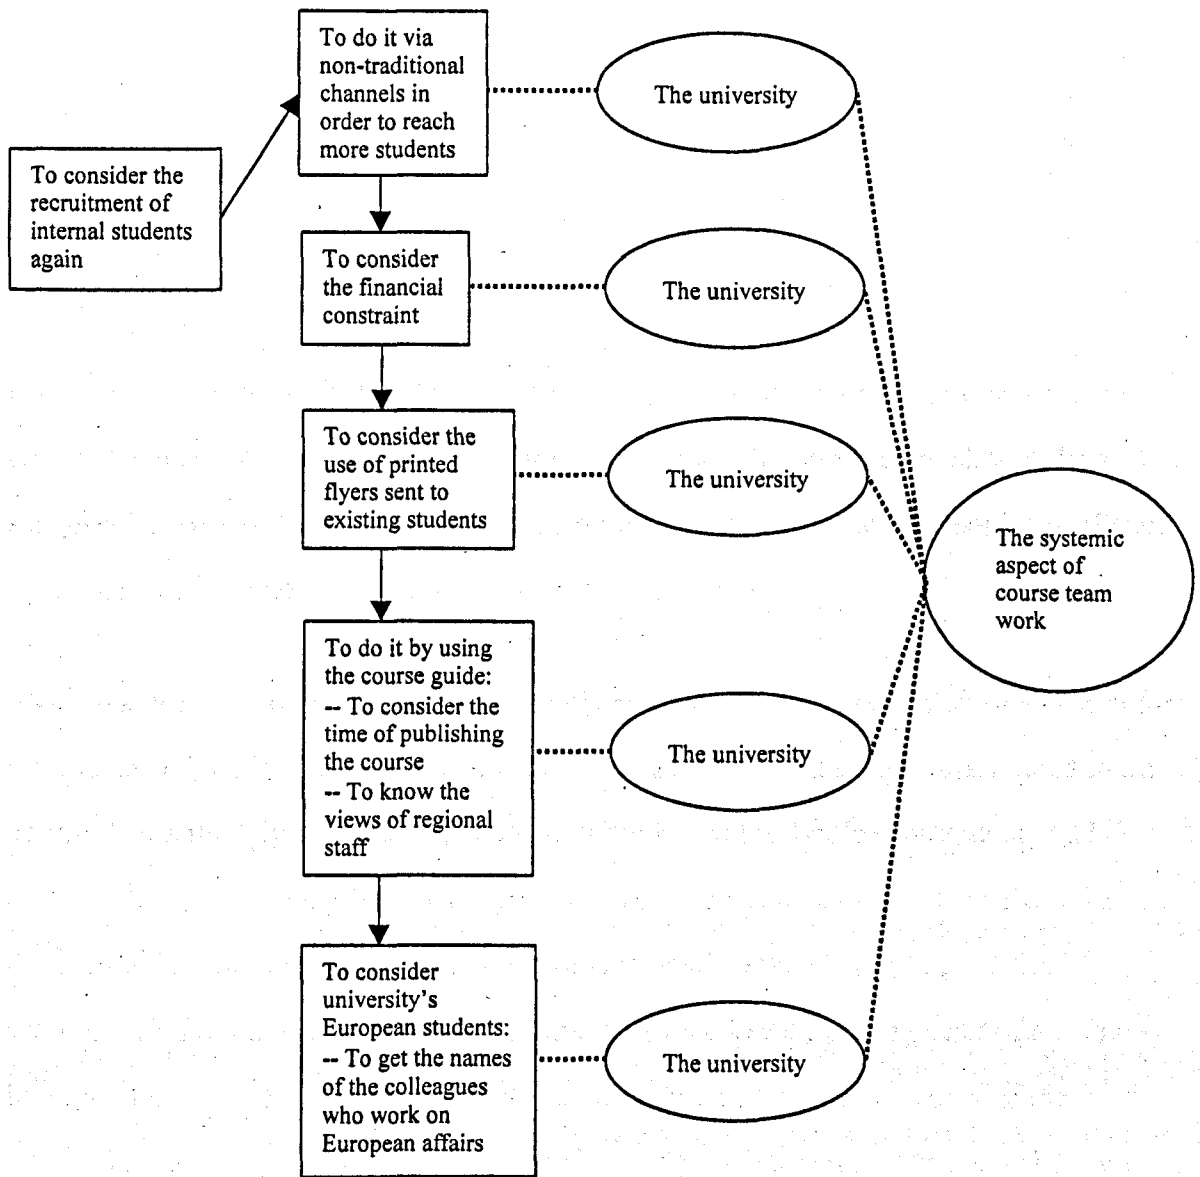 To do it via
non-traditional
channels in
order to reach
more students
The university
To consider the
recruitment of
internal students
again
To consider
the financial
constraint
The university
To consider the
use of printed
flyers sent to
existing students
The university
The systemic
aspect of
course team
work
To do it by using
the course guide:
-- To consider the
time of publishing
the course
-- To know the
views of regional
staff
The university
To consider
university's
European students:
-- To get the names
of the colleagues
who work on
European affairs
The university